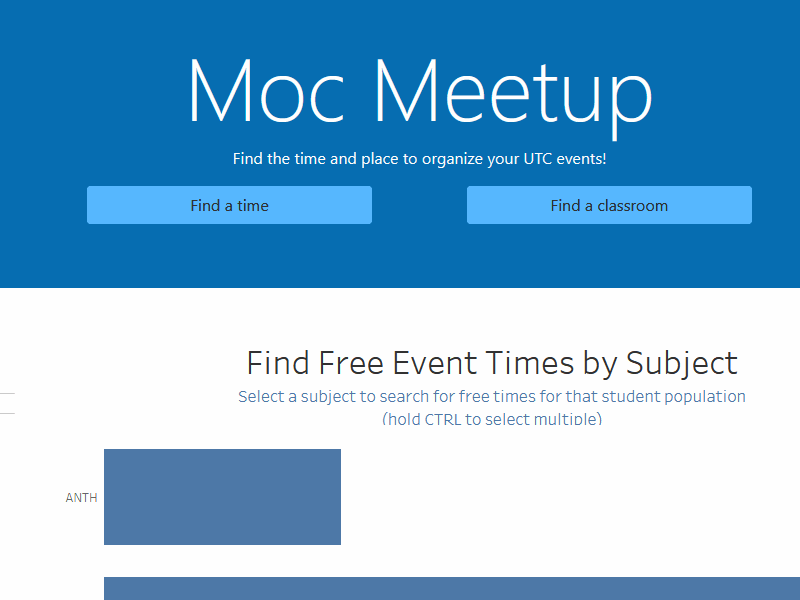 Moc Meetup
Find the time and place to organize your UTC events!
Find a time
Find a classroom
Find Free Event Times by Subject
Select a subject to search for free times for that student population
(hold CTRL to select multiple)
ANTH